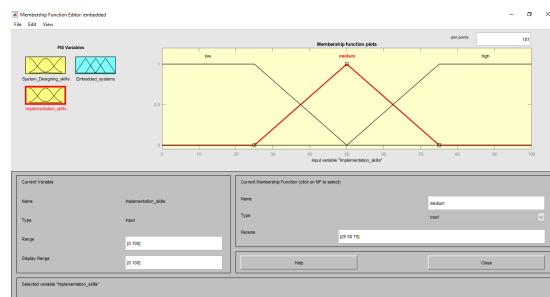 Membership Function Editor: embedded
File Edit View
FIS Variables
Membership function plots
plot points:
181
System_Designing_skills
Embedded_systems
Implementation_skills
low
medium
high
1
0.5
0
0 10 20 30 40 50 60 70 80 90 100
input variable "Implementation_skills"
Current Variable
Name
Implementation_skills
Type
input
Range
[0 100]
Display Range
[0 100]
Current Membership Function (click on MF to select)
Name
medium
Type
trimf
Params
[25 50 75]
Help
Close
Selected variable "Implementation_skills"